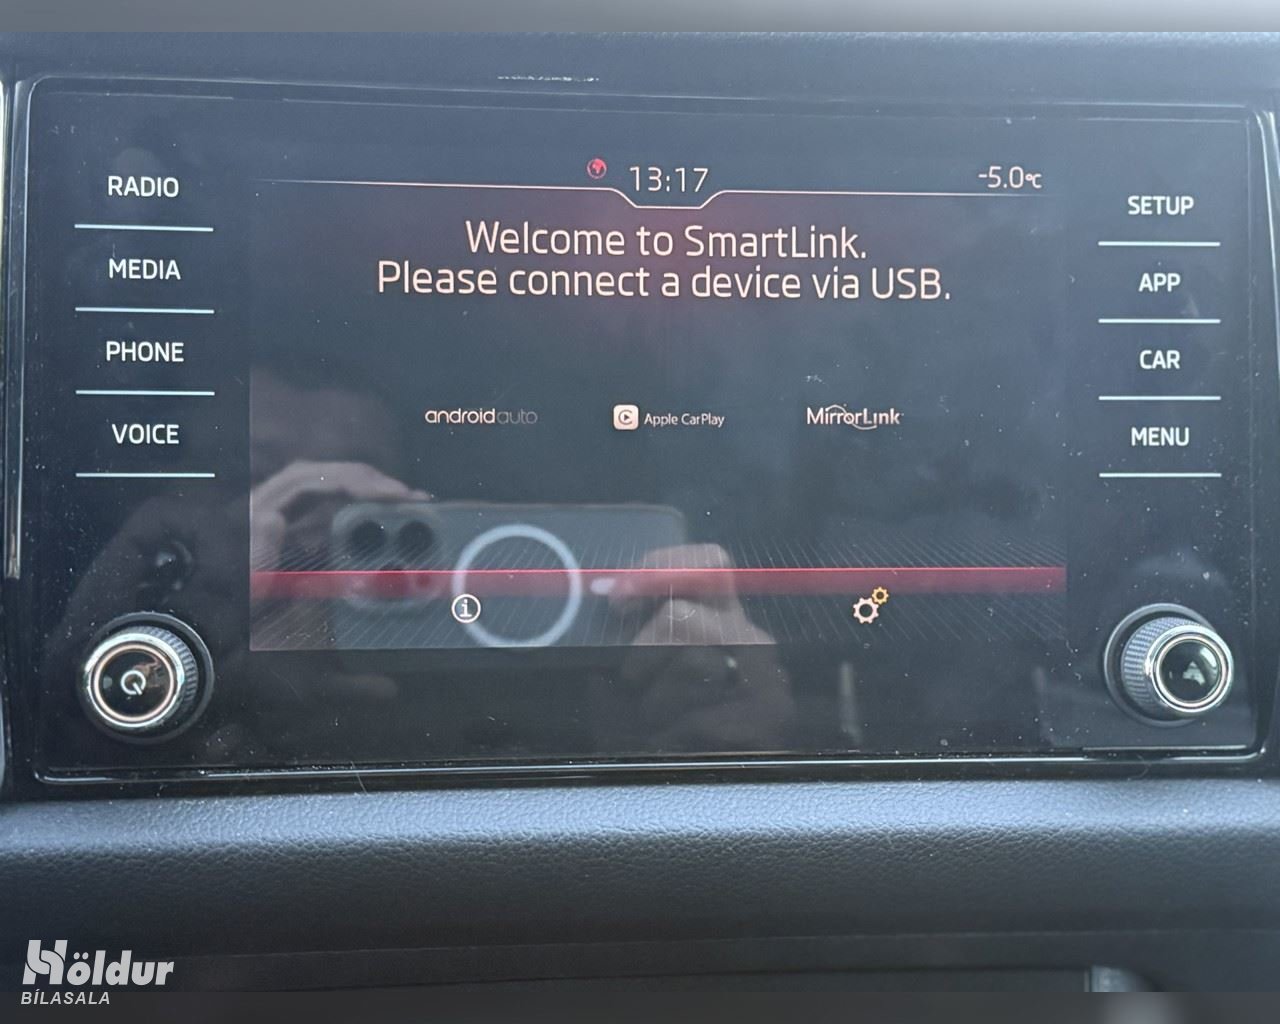 13:17
-5.0°C
RADIO
MEDIA
PHONE
VOICE
Welcome to SmartLink.
Please connect a device via USB.
androidauto
Apple CarPlay
MirrorLink
SETUP
APP
CAR
MENU
Höldur
BÍLASALA